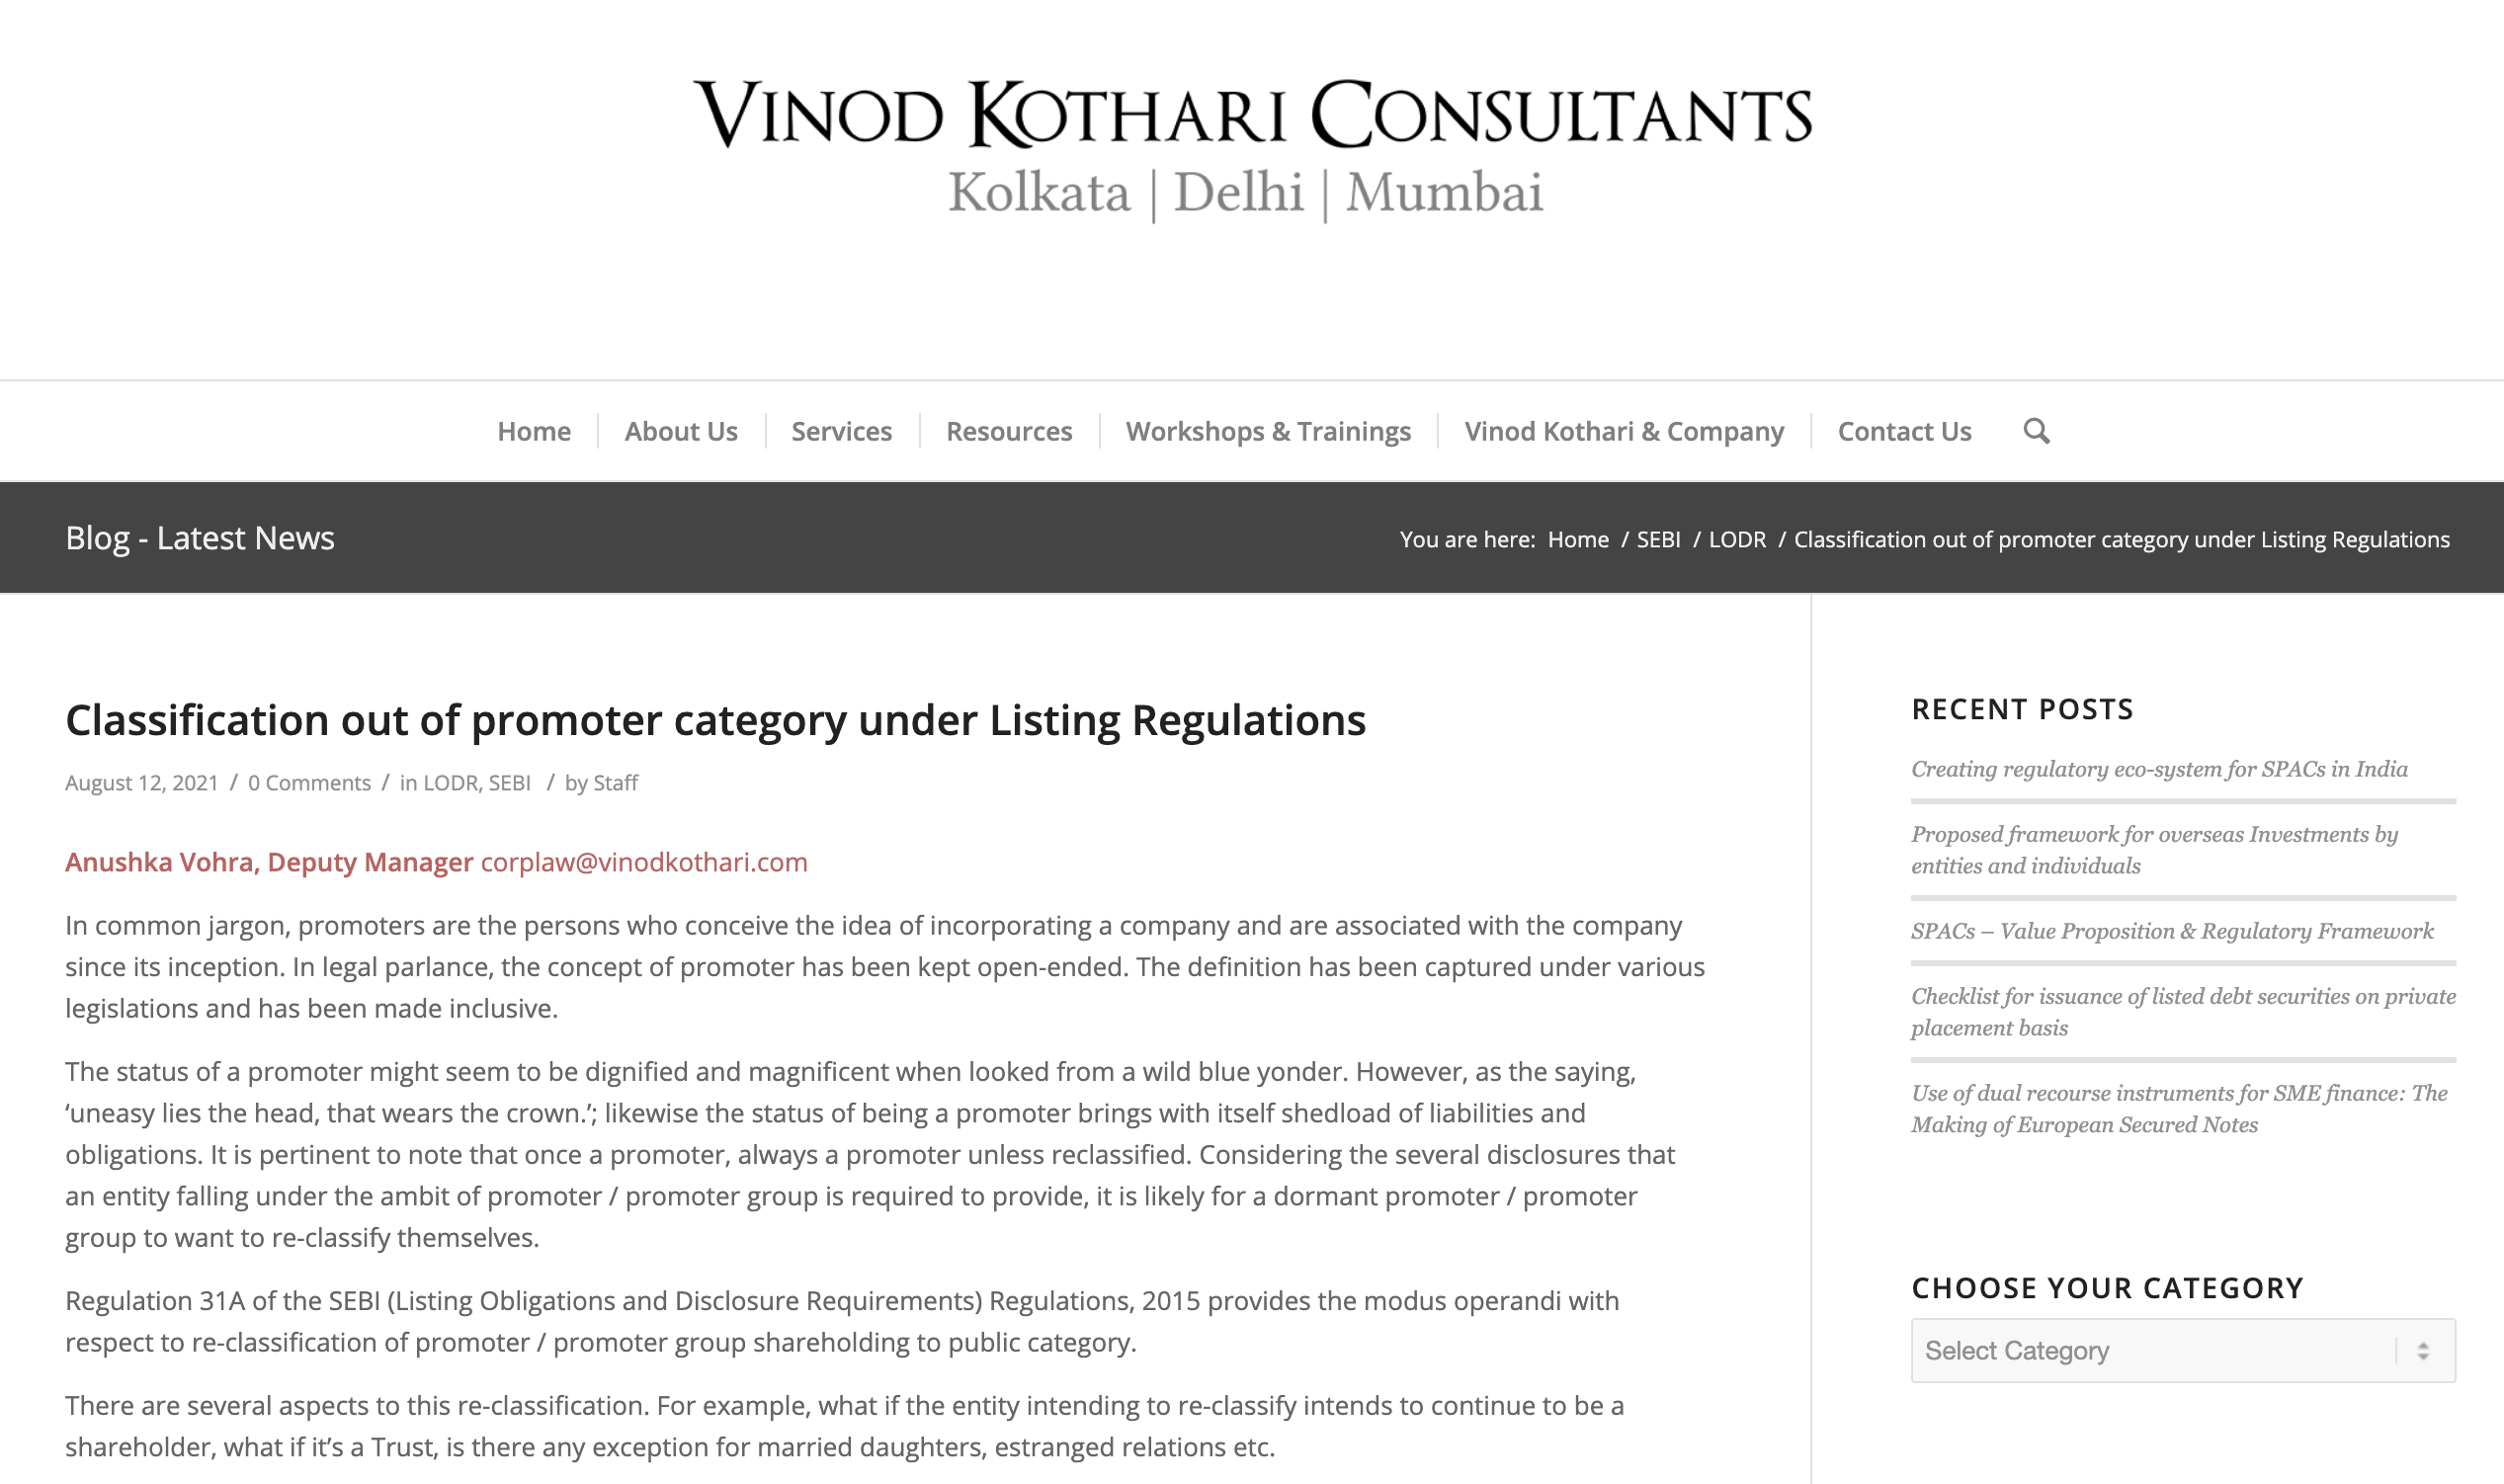 VINOD KOTHARI CONSULTANTS
Kolkata | Delhi | Mumbai
Home
About Us
Services
Resources
Workshops & Trainings
Vinod Kothari & Company
Contact Us
Blog - Latest News
You are here: Home / SEBI / LODR / Classification out of promoter category under Listing Regulations
Classification out of promoter category under Listing Regulations
August 12, 2021 / 0 Comments / in LODR, SEBI / by Staff
Anushka Vohra, Deputy Manager corplaw@vinodkothari.com
In common jargon, promoters are the persons who conceive the idea of incorporating a company and are associated with the company
since its inception. In legal parlance, the concept of promoter has been kept open-ended. The definition has been captured under various
legislations and has been made inclusive.
The status of a promoter might seem to be dignified and magnificent when looked from a wild blue yonder. However, as the saying,
‘uneasy lies the head, that wears the crown.’; likewise the status of being a promoter brings with itself shedload of liabilities and
obligations. It is pertinent to note that once a promoter, always a promoter unless reclassified. Considering the several disclosures that
an entity falling under the ambit of promoter / promoter group is required to provide, it is likely for a dormant promoter / promoter
group to want to re-classify themselves.
Regulation 31A of the SEBI (Listing Obligations and Disclosure Requirements) Regulations, 2015 provides the modus operandi with
respect to re-classification of promoter / promoter group shareholding to public category.
There are several aspects to this re-classification. For example, what if the entity intending to re-classify intends to continue to be a
shareholder, what if it’s a Trust, is there any exception for married daughters, estranged relations etc.
RECENT POSTS
Creating regulatory eco-system for SPACs in India
Proposed framework for overseas Investments by
entities and individuals
SPACs – Value Proposition & Regulatory Framework
Checklist for issuance of listed debt securities on private
placement basis
Use of dual recourse instruments for SME finance: The
Making of European Secured Notes
CHOOSE YOUR CATEGORY
Select Category